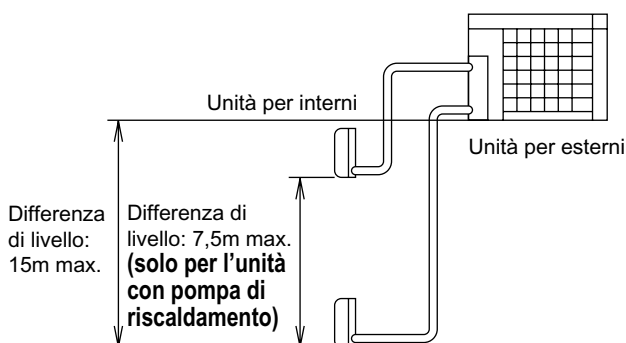 Unità per interni
Unità per esterni
Differenza
di livello:
15m max.
Differenza di
livello: 7,5m max.
(solo per l’unità
con pompa di
riscaldamento)